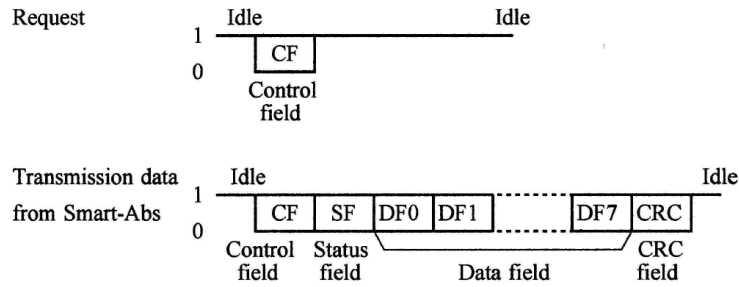 Request
Idle
Idle
1
CF
0
Control
field
Transmission data
from Smart-Abs
Idle
Idle
1
0
CF
SF
DF0
DF1
DF7
CRC
Control
field
Status
field
Data field
CRC
field